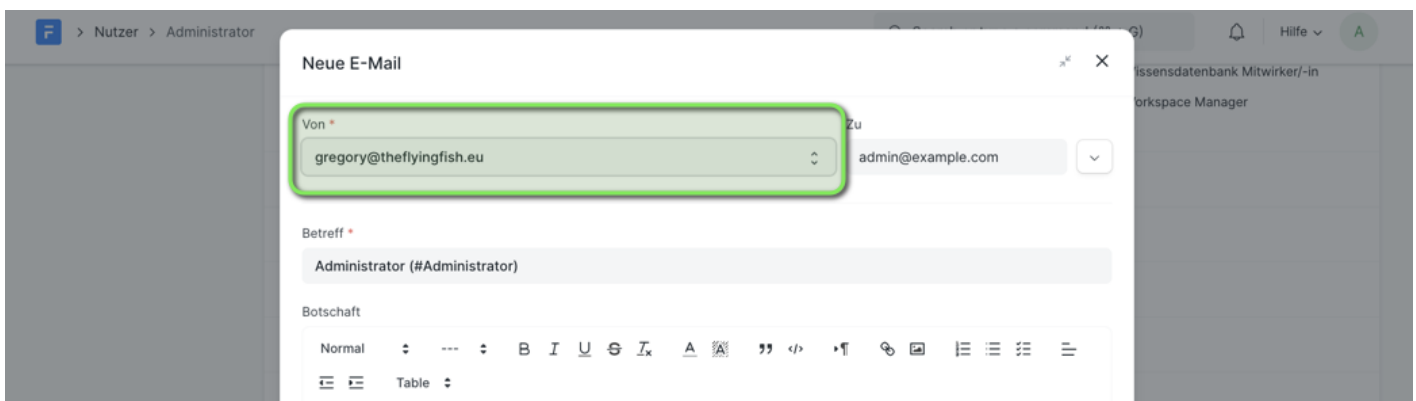 F > Nutzer > Administrator
G)
Hilfe
A
Neue E-Mail
issensdatenbank Mitwirker/-in
orkspace Manager
Von *
Zu
gregory@theflyingfish.eu
admin@example.com
Betreff *
Administrator (#Administrator)
Botschaft
Normal --- B I U S Tx A A ” </> ¶
Table